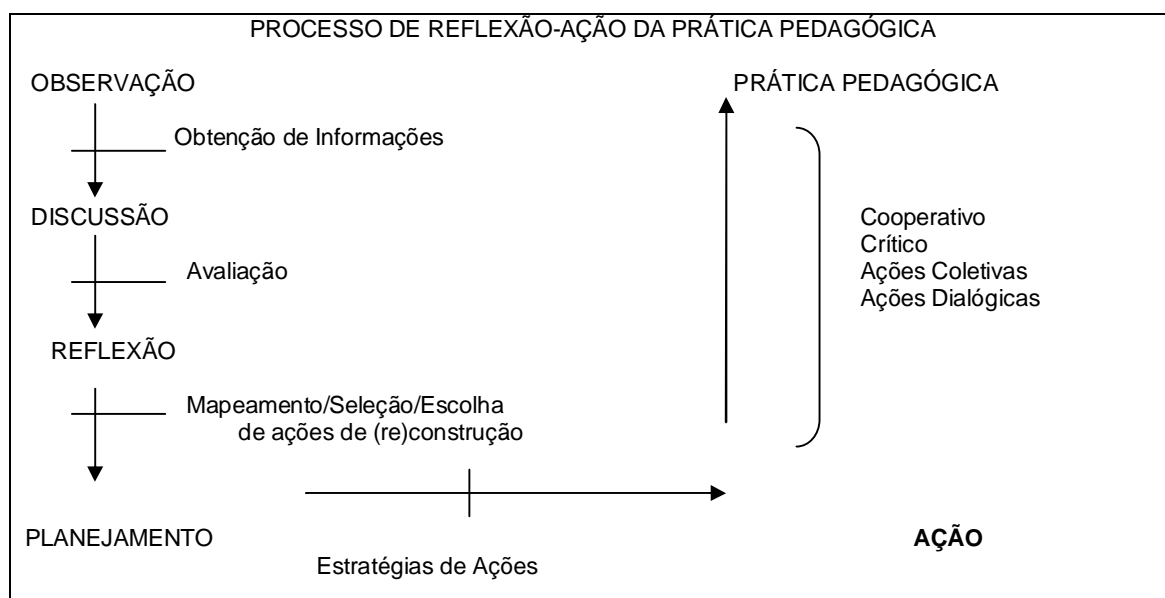 PROCESSO DE REFLEXÃO-AÇÃO DA PRÁTICA PEDAGÓGICA
OBSERVAÇÃO
PRÁTICA PEDAGÓGICA
Obtenção de Informações
DISCUSSÃO
Cooperativo
Crítico
Ações Coletivas
Ações Dialógicas
Avaliação
REFLEXÃO
Mapeamento/Seleção/Escolha
de ações de (re)construção
PLANEJAMENTO
AÇÃO
Estratégias de Ações